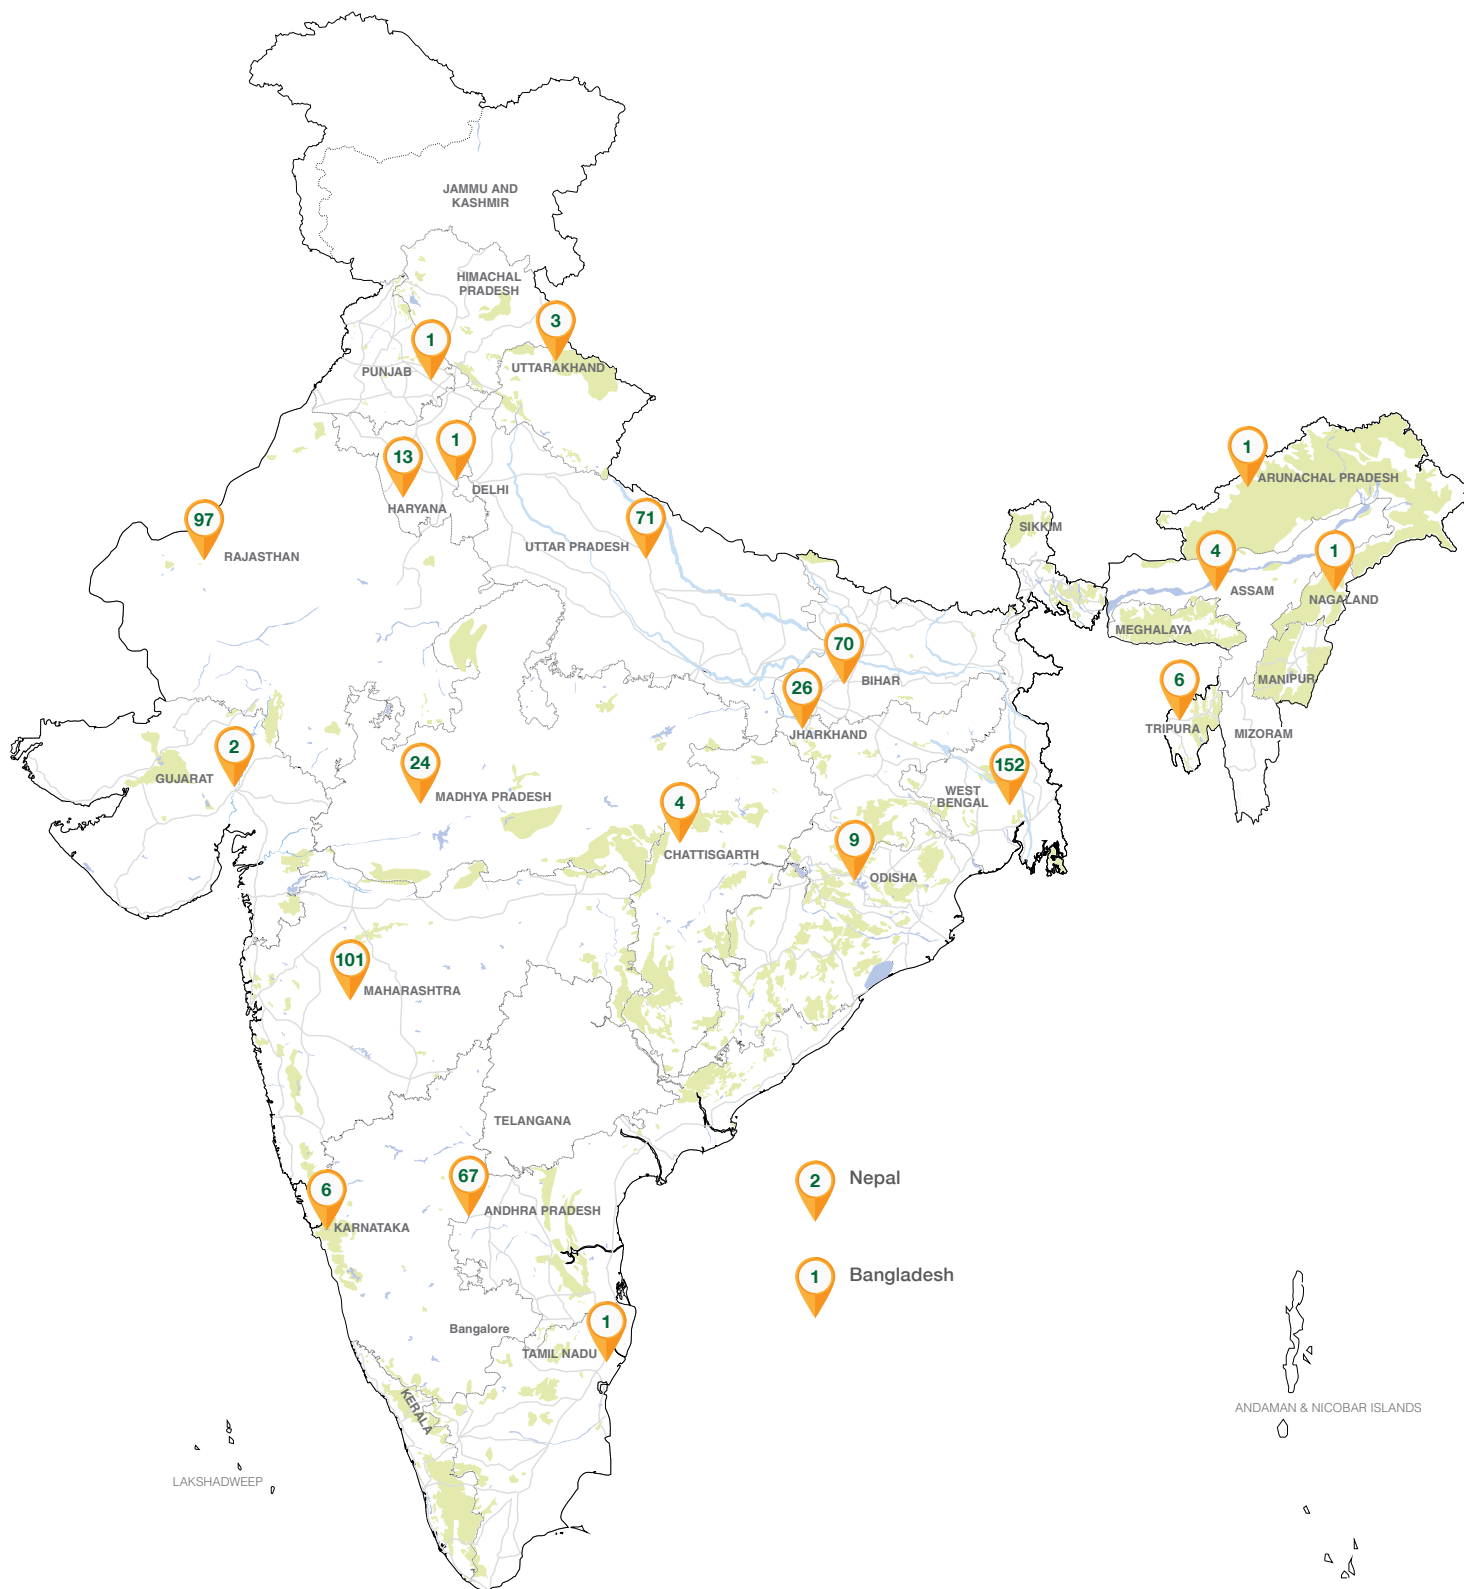 JAMMU AND
KASHMIR
HIMACHAL
PRADESH
3
1
PUNJAB
UTTARAKHAND
1
13
DELHI
HARYANA
1
ARUNACHAL PRADESH
97
RAJASTHAN
71
UTTAR PRADESH
SIKKIM
4
ASSAM
1
NAGALAND
MEGHALAYA
70
BIHAR
26
JHARKHAND
MANIPUR
6
TRIPURA
MIZORAM
2
GUJARAT
24
MADHYA PRADESH
152
WEST
BENGAL
4
CHATTISGARTH
9
ODISHA
101
MAHARASHTRA
TELANGANA
67
ANDHRA PRADESH
6
KARNATAKA
2
Nepal
1
Bangladesh
Bangalore
1
TAMIL NADU
KERALA
ANDAMAN & NICOBAR ISLANDS
LAKSHADWEEP